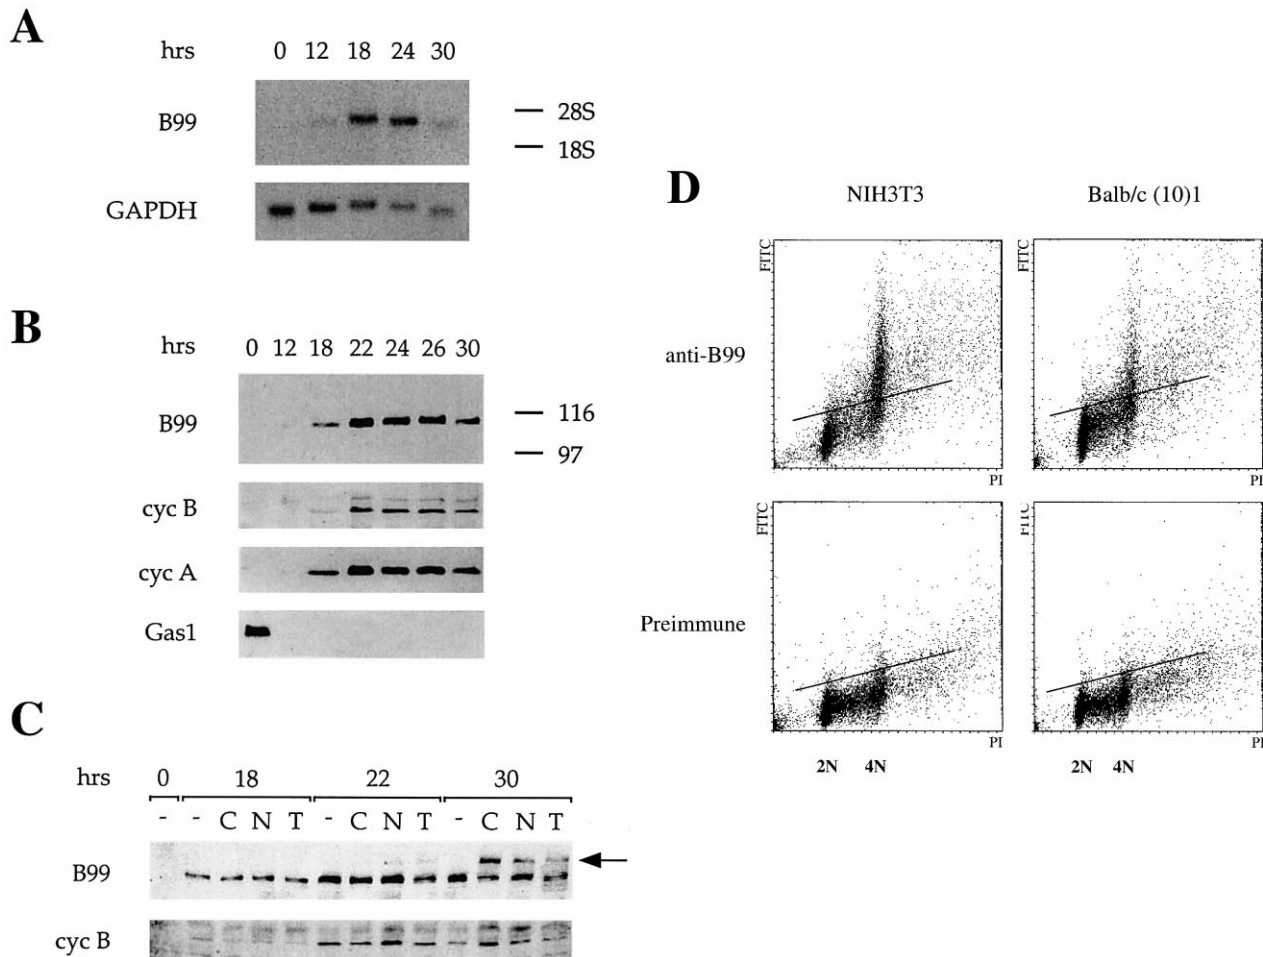 A
hrs 0 12 18 24 30
B99
28S
18S
GAPDH
B
hrs 0 12 18 22 24 26 30
B99
116
97
cyc B
cyc A
Gas1
C
hrs 0 18 22 30
- - C N T - C N T - C N T
B99
cyc B
D
NIH3T3 Balb/c (10)1
FITC FITC
anti-B99
PI PI
FITC FITC
Preimmune
PI PI
2N 4N 2N 4N